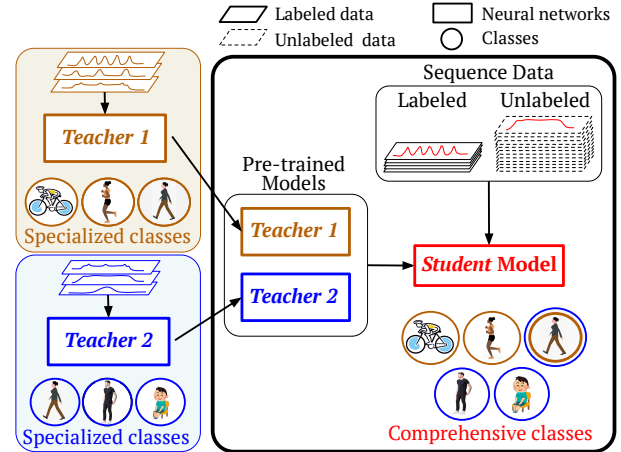 Labeled data
Neural networks
Unlabeled data
Classes
Sequence Data
Labeled
Unlabeled
Teacher 1
Specialized classes
Pre-trained
Models
Teacher 1
Teacher 2
Student Model
Teacher 2
Specialized classes
Comprehensive classes